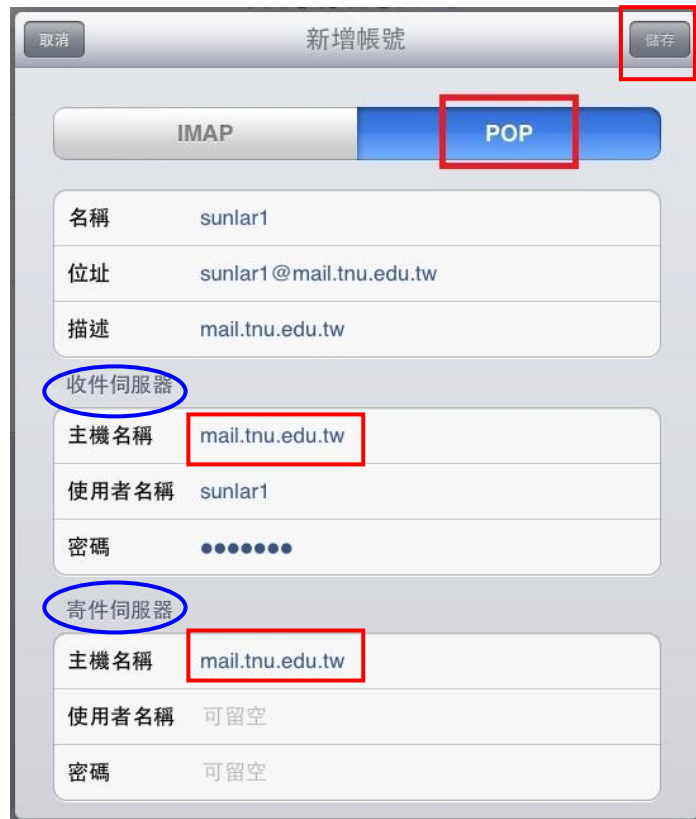 取消 新增帳號 儲存
IMAP POP
名稱 sunlar1
位址 sunlar1@mail.tnu.edu.tw
描述 mail.tnu.edu.tw
收件伺服器
主機名稱 mail.tnu.edu.tw
使用者名稱 sunlar1
密碼 ●●●●●●●
寄件伺服器
主機名稱 mail.tnu.edu.tw
使用者名稱 可留空
密碼 可留空